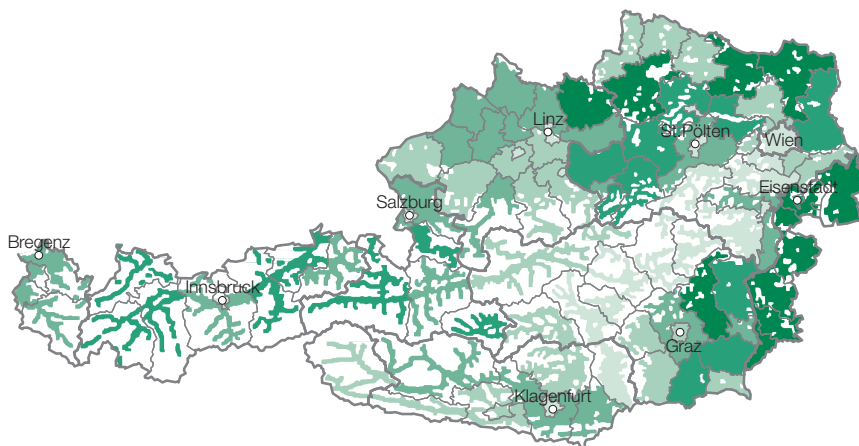 Linz
St. Pölten
Wien
Eisenstadt
Salzburg
Bregenz
Innsbruck
Graz
Klagenfurt